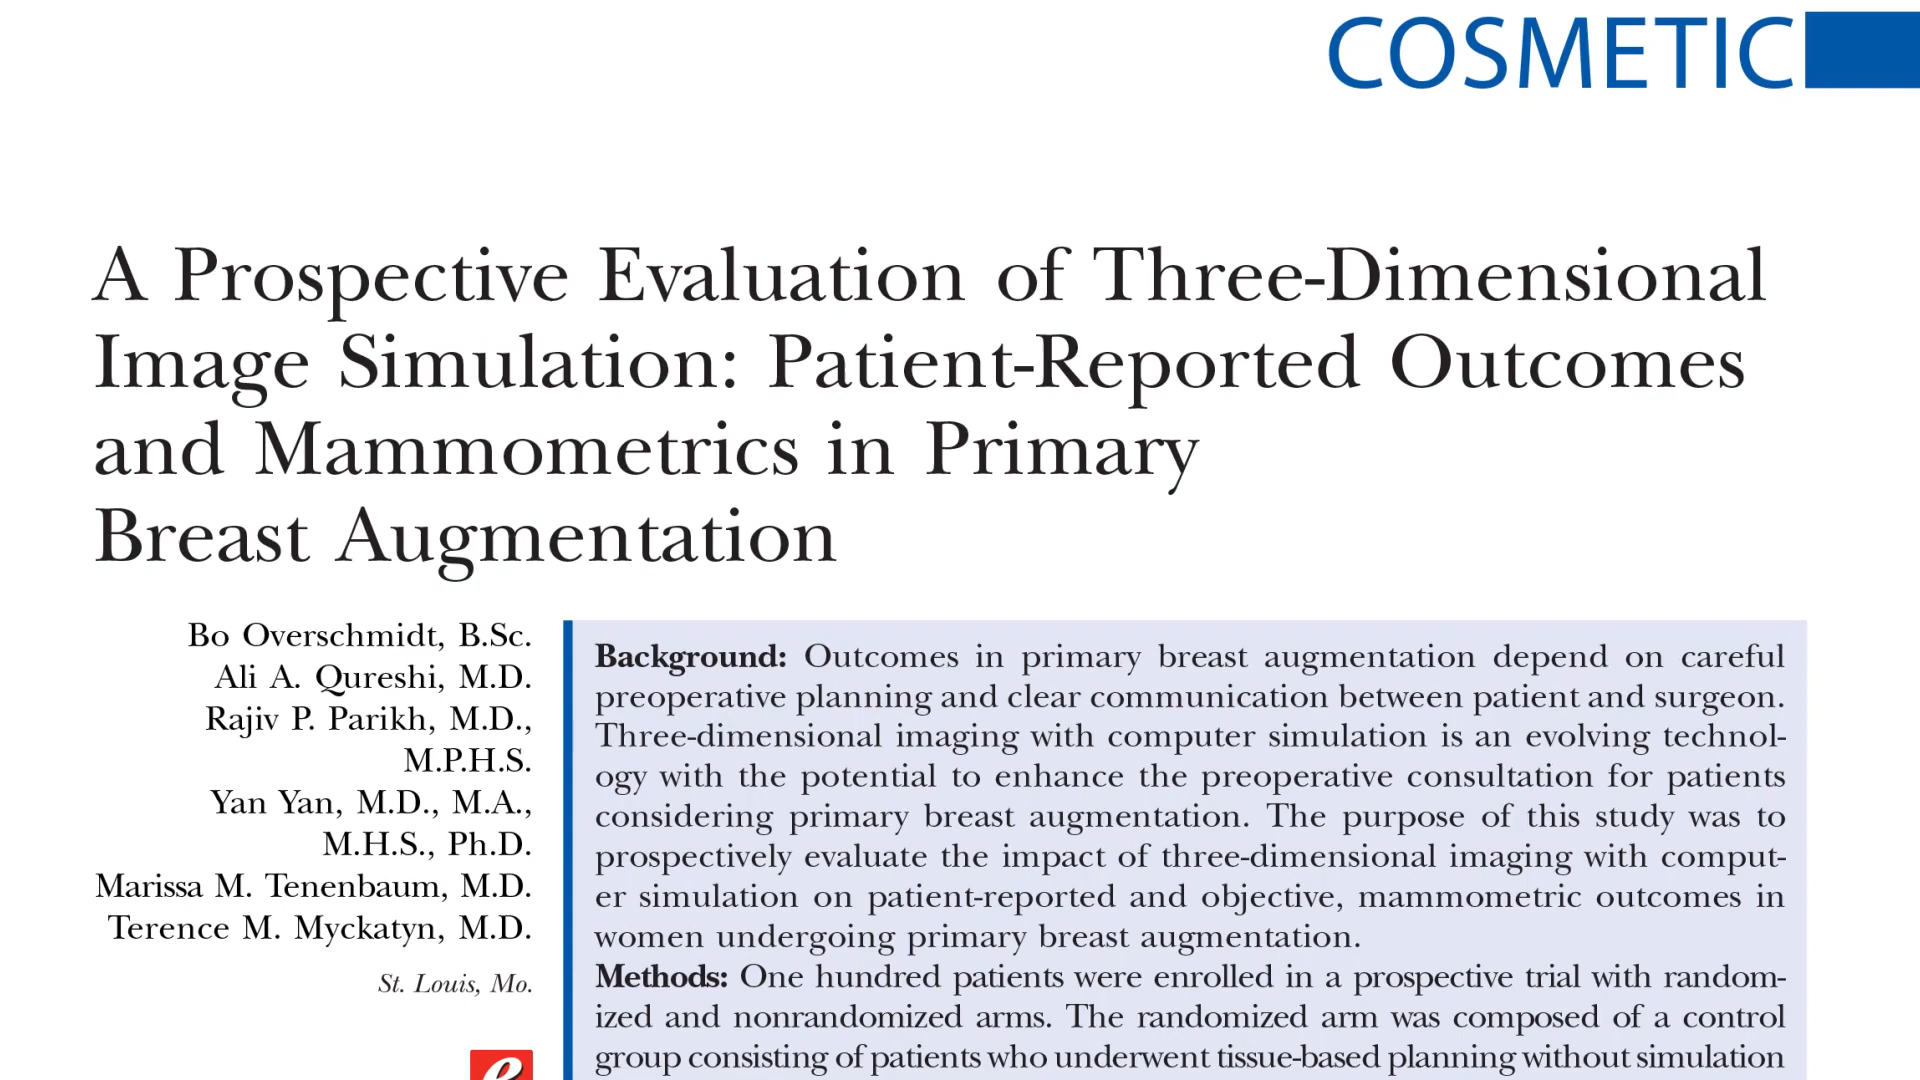 COSMETIC
A Prospective Evaluation of Three-Dimensional
Image Simulation: Patient-Reported Outcomes
and Mammometrics in Primary
Breast Augmentation
Bo Overschmidt, B.Sc.
Ali A. Qureshi, M.D.
Rajiv P. Parikh, M.D.,
M.P.H.S.
Yan Yan, M.D., M.A.,
M.H.S., Ph.D.
Marissa M. Tenenbaum, M.D.
Terence M. Myckatyn, M.D.
St. Louis, Mo.
Background: Outcomes in primary breast augmentation depend on careful
preoperative planning and clear communication between patient and surgeon.
Three-dimensional imaging with computer simulation is an evolving technol-
ogy with the potential to enhance the preoperative consultation for patients
considering primary breast augmentation. The purpose of this study was to
prospectively evaluate the impact of three-dimensional imaging with comput-
er simulation on patient-reported and objective, mammometric outcomes in
women undergoing primary breast augmentation.
Methods: One hundred patients were enrolled in a prospective trial with random-
ized and nonrandomized arms. The randomized arm was composed of a control
group consisting of patients who underwent tissue-based planning without simulation